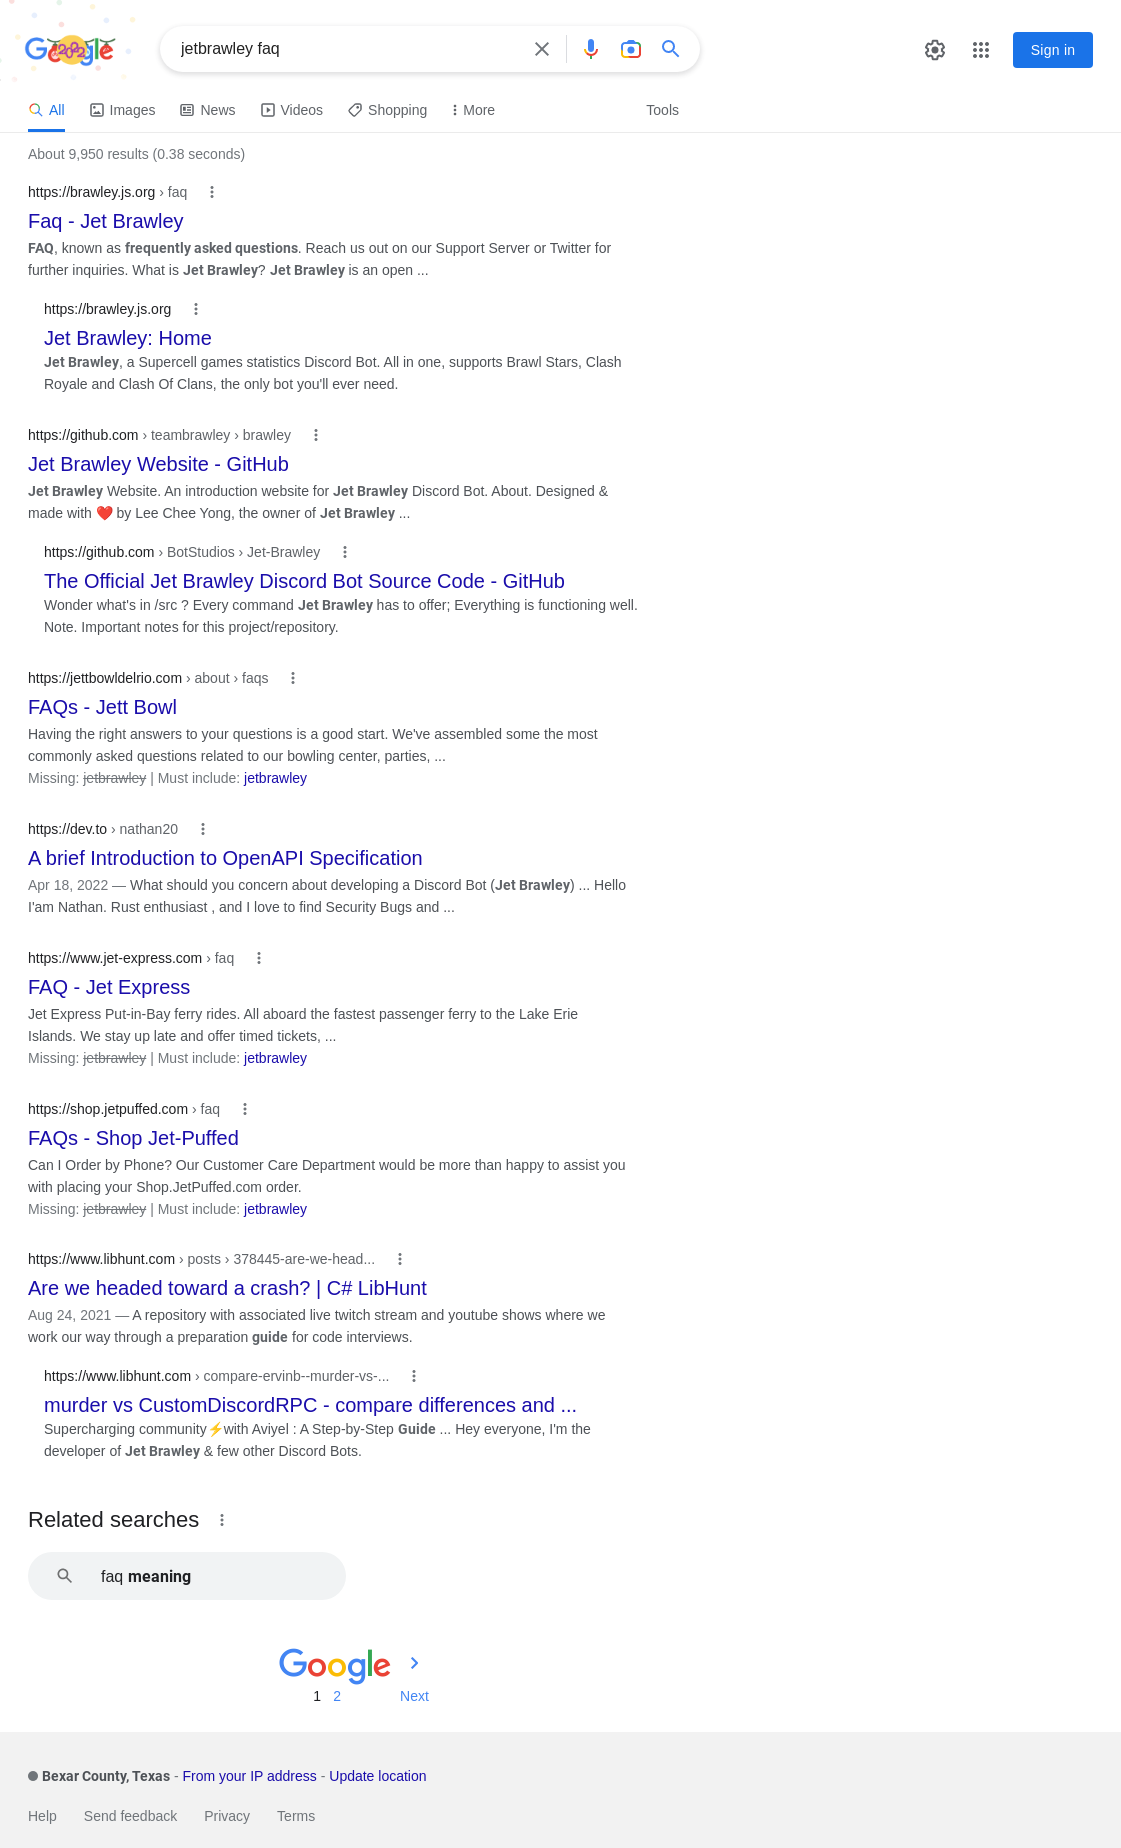 Google
jetbrawley faq
Sign in
All Images News Videos Shopping More Tools
About 9,950 results (0.38 seconds)
https://brawley.js.org › faq
Faq - Jet Brawley
FAQ, known as frequently asked questions. Reach us out on our Support Server or Twitter for
further inquiries. What is Jet Brawley? Jet Brawley is an open ...
https://brawley.js.org
Jet Brawley: Home
Jet Brawley, a Supercell games statistics Discord Bot. All in one, supports Brawl Stars, Clash
Royale and Clash Of Clans, the only bot you'll ever need.
https://github.com › teambrawley › brawley
Jet Brawley Website - GitHub
Jet Brawley Website. An introduction website for Jet Brawley Discord Bot. About. Designed &
made with ❤️ by Lee Chee Yong, the owner of Jet Brawley ...
https://github.com › BotStudios › Jet-Brawley
The Official Jet Brawley Discord Bot Source Code - GitHub
Wonder what's in /src ? Every command Jet Brawley has to offer; Everything is functioning well.
Note. Important notes for this project/repository.
https://jettbowldelrio.com › about › faqs
FAQs - Jett Bowl
Having the right answers to your questions is a good start. We've assembled some the most
commonly asked questions related to our bowling center, parties, ...
Missing: jetbrawley | Must include: jetbrawley
https://dev.to › nathan20
A brief Introduction to OpenAPI Specification
Apr 18, 2022 — What should you concern about developing a Discord Bot (Jet Brawley) ... Hello
I'am Nathan. Rust enthusiast , and I love to find Security Bugs and ...
https://www.jet-express.com › faq
FAQ - Jet Express
Jet Express Put-in-Bay ferry rides. All aboard the fastest passenger ferry to the Lake Erie
Islands. We stay up late and offer timed tickets, ...
Missing: jetbrawley | Must include: jetbrawley
https://shop.jetpuffed.com › faq
FAQs - Shop Jet-Puffed
Can I Order by Phone? Our Customer Care Department would be more than happy to assist you
with placing your Shop.JetPuffed.com order.
Missing: jetbrawley | Must include: jetbrawley
https://www.libhunt.com › posts › 378445-are-we-head...
Are we headed toward a crash? | C# LibHunt
Aug 24, 2021 — A repository with associated live twitch stream and youtube shows where we
work our way through a preparation guide for code interviews.
https://www.libhunt.com › compare-ervinb--murder-vs-...
murder vs CustomDiscordRPC - compare differences and ...
Supercharging community⚡with Aviyel : A Step-by-Step Guide ... Hey everyone, I'm the
developer of Jet Brawley & few other Discord Bots.
Related searches
faq meaning
Google
1 2 Next
Bexar County, Texas - From your IP address - Update location
Help Send feedback Privacy Terms